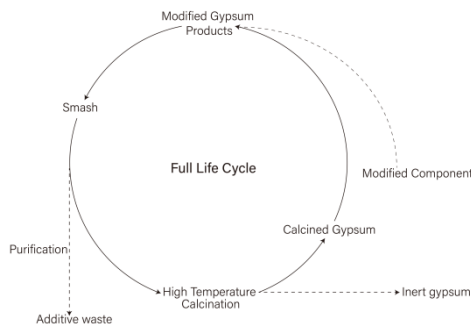 Modified Gypsum
Products
Smash
Full Life Cycle
Modified Component
Calcined Gypsum
Purification
High Temperature
Calcination
Inert gypsum
Additive waste